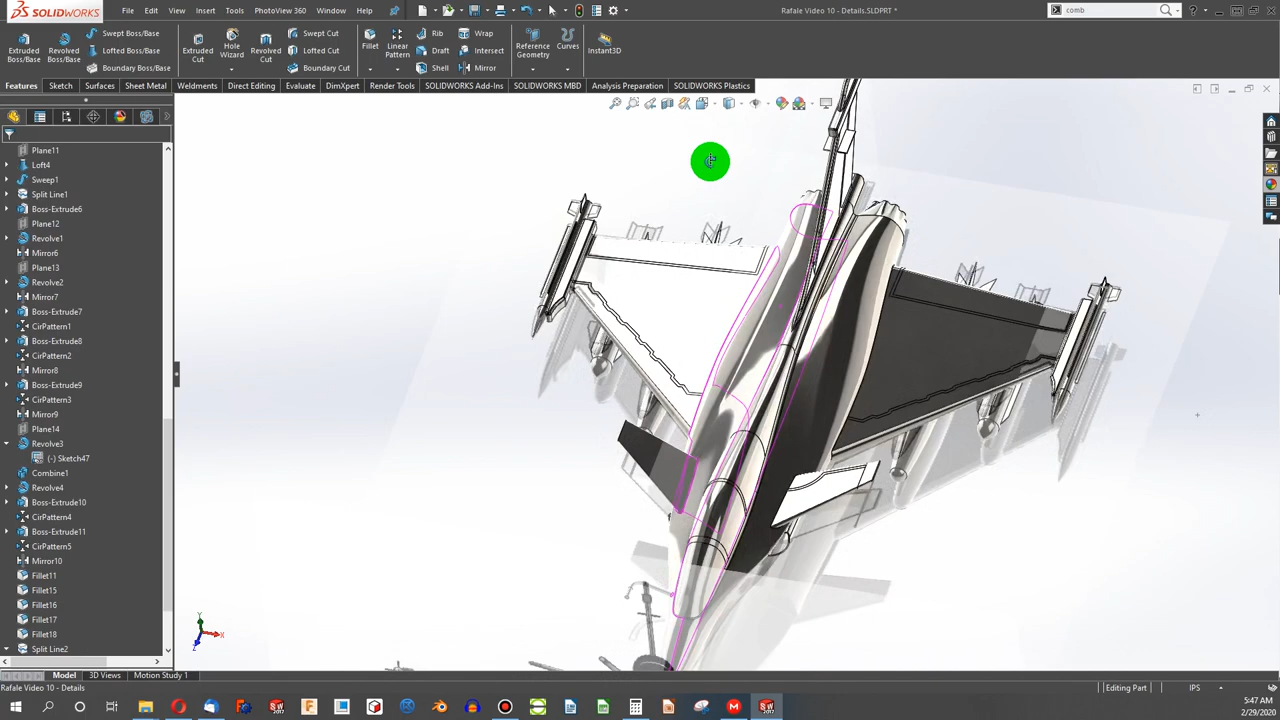 SOLIDWORKS
File Edit View Insert Tools PhotoView 360 Window Help
Rafale Video 10 - Details.SLDPRT *
comb
Extruded Boss/Base
Revolved Boss/Base
Swept Boss/Base
Lofted Boss/Base
Boundary Boss/Base
Extruded Cut
Hole Wizard
Revolved Cut
Swept Cut
Lofted Cut
Boundary Cut
Fillet
Linear Pattern
Rib
Draft
Shell
Wrap
Intersect
Mirror
Reference Geometry
Curves
Instant3D
Features Sketch Surfaces Sheet Metal Weldments Direct Editing Evaluate DimXpert Render Tools SOLIDWORKS Add-Ins SOLIDWORKS MBD Analysis Preparation SOLIDWORKS Plastics
Plane11
Loft4
Sweep1
Split Line1
Boss-Extrude6
Plane12
Revolve1
Mirror6
Plane13
Revolve2
Mirror7
Boss-Extrude7
CirPattern1
Boss-Extrude8
CirPattern2
Mirror8
Boss-Extrude9
CirPattern3
Mirror9
Plane14
Revolve3
(-) Sketch47
Combine1
Revolve4
Boss-Extrude10
CirPattern4
Boss-Extrude11
CirPattern5
Mirror10
Fillet11
Fillet15
Fillet16
Fillet17
Fillet18
Split Line2
Y
X
Z
Model 3D Views Motion Study 1
Rafale Video 10 - Details
Editing Part
IPS
5:47 AM
2/29/2020